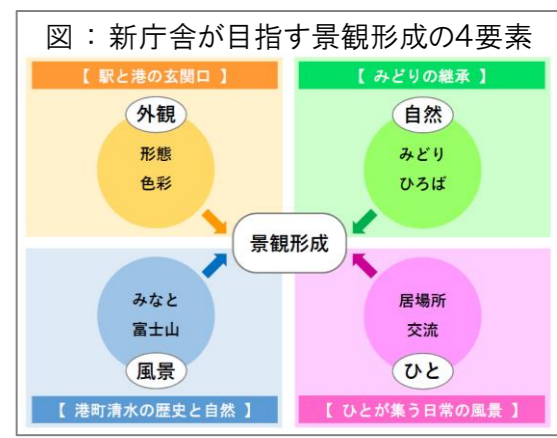 図：新庁舎が目指す景観形成の4要素
【 駅と港の玄関口 】
外観
形態
色彩
【 みどりの継承 】
自然
みどり
ひろば
景観形成
みなと
富士山
風景
【 港町清水の歴史と自然 】
居場所
交流
ひと
【 ひとが集う日常の風景 】